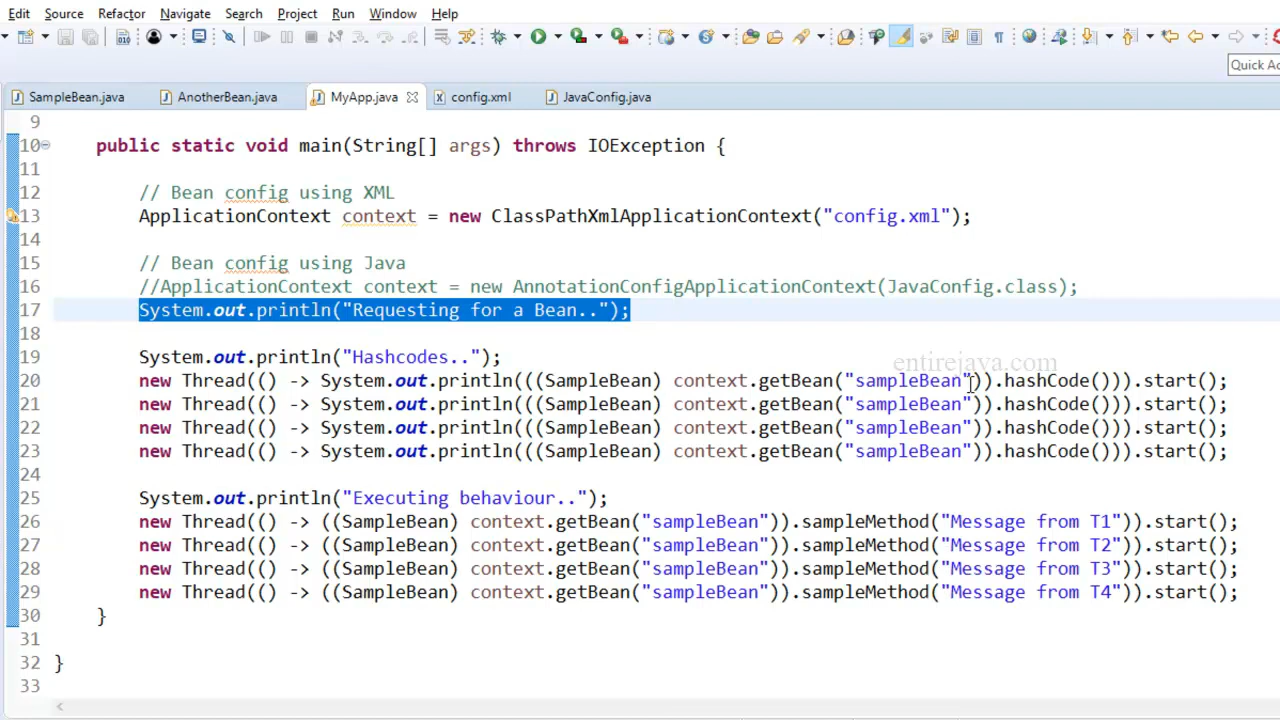 Edit Source Refactor Navigate Search Project Run Window Help
Quick Ac
SampleBean.java AnotherBean.java MyApp.java config.xml JavaConfig.java
9
10 public static void main(String[] args) throws IOException {
11
12 // Bean config using XML
13 ApplicationContext context = new ClassPathXmlApplicationContext("config.xml");
14
15 // Bean config using Java
16 //ApplicationContext context = new AnnotationConfigApplicationContext(JavaConfig.class);
17 System.out.println("Requesting for a Bean..");
18
19 System.out.println("Hashcodes..");
entirejava.com
20 new Thread(() -> System.out.println(((SampleBean) context.getBean("sampleBean")).hashCode())).start();
21 new Thread(() -> System.out.println(((SampleBean) context.getBean("sampleBean")).hashCode())).start();
22 new Thread(() -> System.out.println(((SampleBean) context.getBean("sampleBean")).hashCode())).start();
23 new Thread(() -> System.out.println(((SampleBean) context.getBean("sampleBean")).hashCode())).start();
24
25 System.out.println("Executing behaviour..");
26 new Thread(() -> ((SampleBean) context.getBean("sampleBean")).sampleMethod("Message from T1")).start();
27 new Thread(() -> ((SampleBean) context.getBean("sampleBean")).sampleMethod("Message from T2")).start();
28 new Thread(() -> ((SampleBean) context.getBean("sampleBean")).sampleMethod("Message from T3")).start();
29 new Thread(() -> ((SampleBean) context.getBean("sampleBean")).sampleMethod("Message from T4")).start();
30 }
31
32 }
33